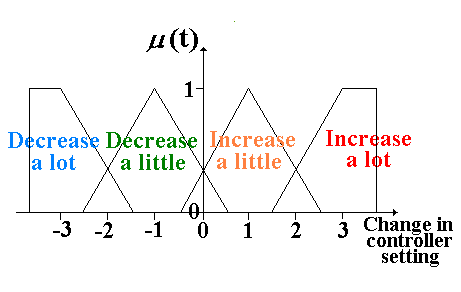 μ(t)
1
Decrease
a lot
Decrease
a little
Increase
a little
Increase
a lot
0
-3 -2 -1 0 1 2 3
Change in
controller
setting